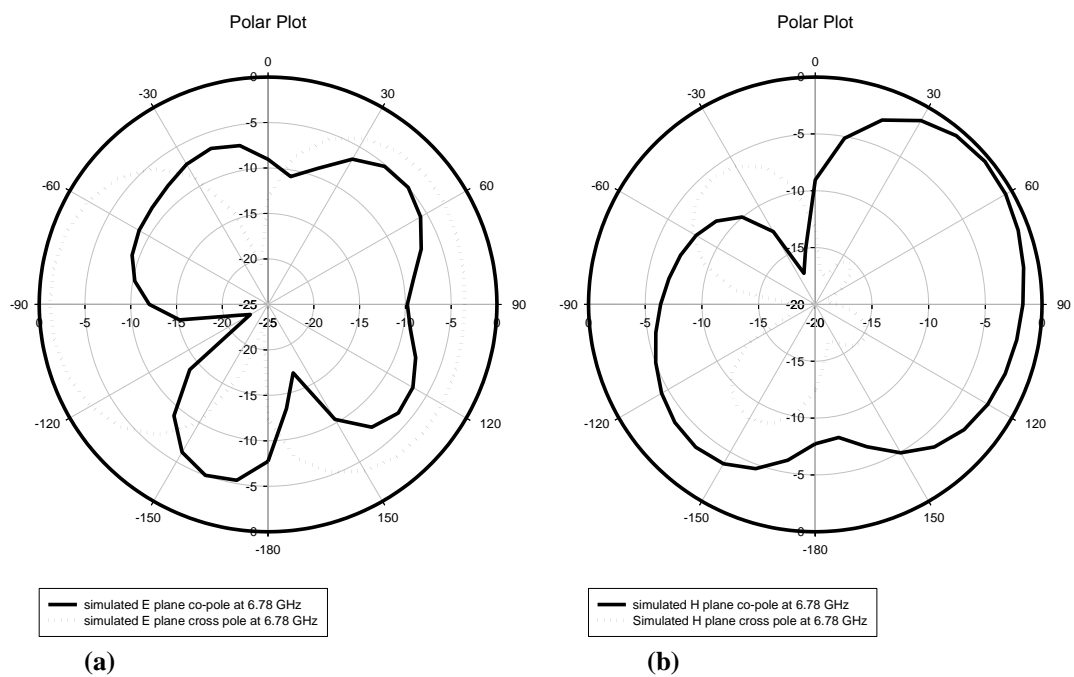 Polar Plot
0
-30 0 30
-5
-60 -10 60
-15
-20
-90 0 -5 -10 -15 -20 -25 -20 -15 -10 -5 0 90
-25
-20
-15
-120 120
-10
-5
-150 0 150
-180
simulated E plane co-pole at 6.78 GHz
simulated E plane cross pole at 6.78 GHz
(a)
Polar Plot
0
-30 0 30
-5
-60 -10 60
-15
-90 0 -5 -10 -15 -20 -15 -10 -5 0 90
-20
-15
-120 -10 120
-5
-150 0 150
-180
simulated H plane co-pole at 6.78 GHz
Simulated H plane cross pole at 6.78 GHz
(b)